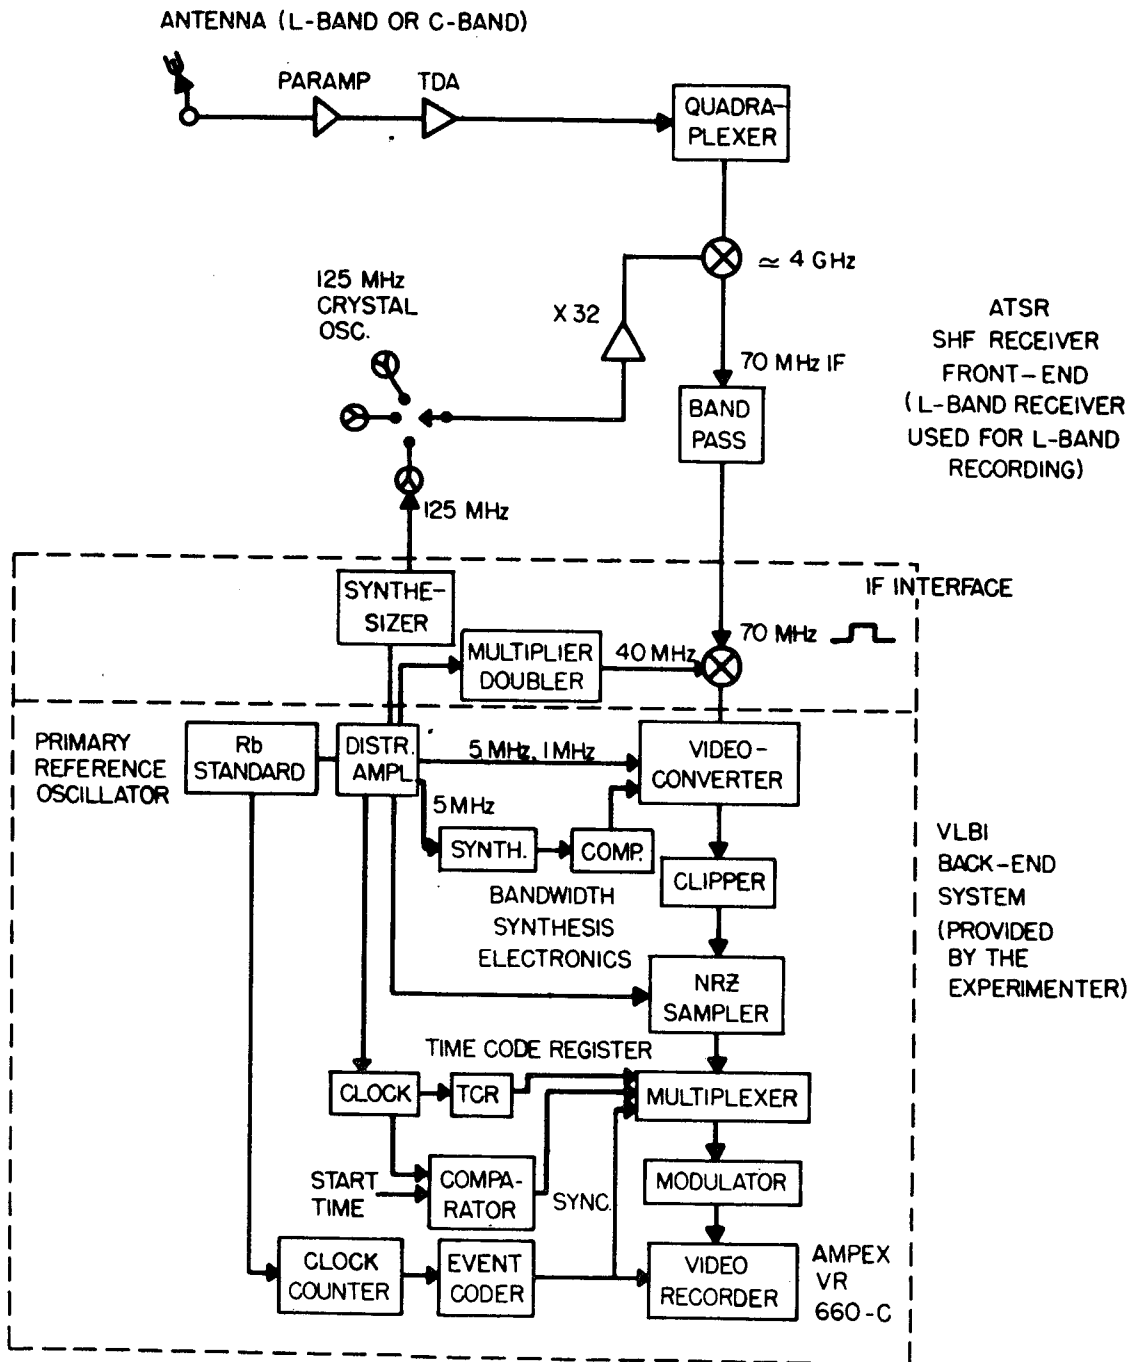 ANTENNA (L-BAND OR C-BAND)
PARAMP
TDA
QUADRA-
PLEXER
≃ 4 GHz
125 MHz
CRYSTAL
OSC.
X 32
70 MHz IF
BAND
PASS
ATSR
SHF RECEIVER
FRONT-END
(L-BAND RECEIVER
USED FOR L-BAND
RECORDING)
125 MHz
SYNTHE-
SIZER
IF INTERFACE
MULTIPLIER
DOUBLER
40 MHz
70 MHz
PRIMARY
REFERENCE
OSCILLATOR
Rb
STANDARD
DISTR.
AMPL.
5 MHz, 1 MHz
VIDEO-
CONVERTER
5 MHz
SYNTH.
COMP.
CLIPPER
BANDWIDTH
SYNTHESIS
ELECTRONICS
VLBI
BACK-END
SYSTEM
(PROVIDED
BY THE
EXPERIMENTER)
NRZ
SAMPLER
TIME CODE REGISTER
CLOCK
TCR
MULTIPLEXER
START
TIME
COMPA-
RATOR
SYNC.
MODULATOR
CLOCK
COUNTER
EVENT
CODER
VIDEO
RECORDER
AMPEX
VR
660-C